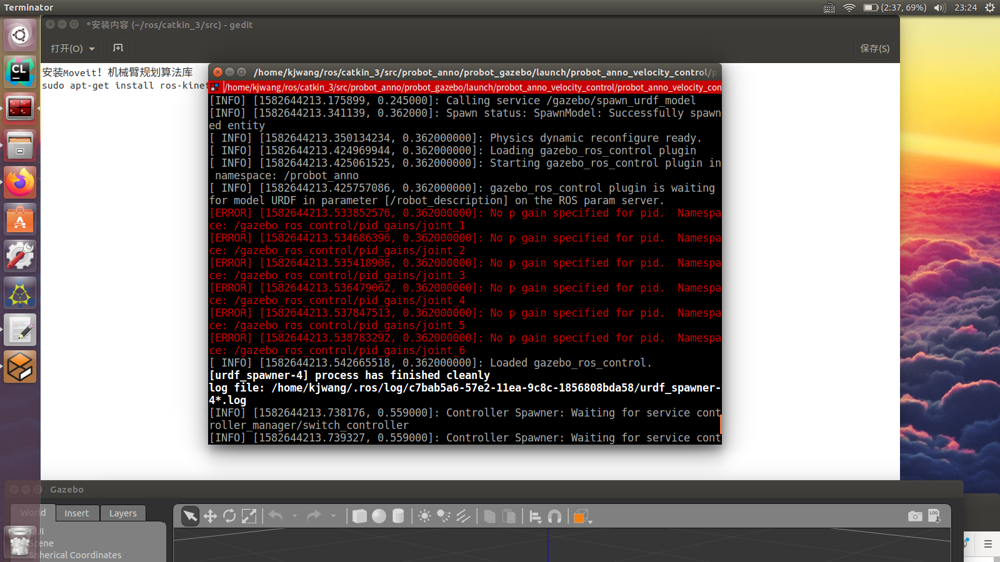 Terminator
(2:37, 69%)
23:24
*安装内容 (~/ros/catkin_3/src) - gedit
打开(O)
保存(S)
安装Moveit! 机械臂规划算法库
sudo apt-get install ros-kinet
/home/kjwang/ros/catkin_3/src/probot_anno/probot_gazebo/launch/probot_anno_velocity_control/p
/home/kjwang/ros/catkin_3/src/probot_anno/probot_gazebo/launch/probot_anno_velocity_control/probot_anno_velocity_con
[INFO] [1582644213.175899, 0.245000]: Calling service /gazebo/spawn_urdf_model
[INFO] [1582644213.341139, 0.362000]: Spawn status: SpawnModel: Successfully spawn
ed entity
[ INFO] [1582644213.350134234, 0.362000000]: Physics dynamic reconfigure ready.
[ INFO] [1582644213.424969944, 0.362000000]: Loading gazebo_ros_control plugin
[ INFO] [1582644213.425061525, 0.362000000]: Starting gazebo_ros_control plugin in
namespace: /probot_anno
[ INFO] [1582644213.425757086, 0.362000000]: gazebo_ros_control plugin is waiting
for model URDF in parameter [/robot_description] on the ROS param server.
[ERROR] [1582644213.533852576, 0.362000000]: No p gain specified for pid.  Namespa
ce: /gazebo_ros_control/pid_gains/joint_1
[ERROR] [1582644213.534686396, 0.362000000]: No p gain specified for pid.  Namespa
ce: /gazebo_ros_control/pid_gains/joint_2
[ERROR] [1582644213.535418906, 0.362000000]: No p gain specified for pid.  Namespa
ce: /gazebo_ros_control/pid_gains/joint_3
[ERROR] [1582644213.536479062, 0.362000000]: No p gain specified for pid.  Namespa
ce: /gazebo_ros_control/pid_gains/joint_4
[ERROR] [1582644213.537847513, 0.362000000]: No p gain specified for pid.  Namespa
ce: /gazebo_ros_control/pid_gains/joint_5
[ERROR] [1582644213.538783292, 0.362000000]: No p gain specified for pid.  Namespa
ce: /gazebo_ros_control/pid_gains/joint_6
[ INFO] [1582644213.542665518, 0.362000000]: Loaded gazebo_ros_control.
[urdf_spawner-4] process has finished cleanly
log file: /home/kjwang/.ros/log/c7bab5a6-57e2-11ea-9c8c-1856808bda58/urdf_spawner-
4*.log
[INFO] [1582644213.738176, 0.559000]: Controller Spawner: Waiting for service cont
roller_manager/switch_controller
[INFO] [1582644213.739327, 0.559000]: Controller Spawner: Waiting for service cont
Gazebo
World
Insert
Layers
GUI
Scene
Spherical Coordinates
CL
LOG